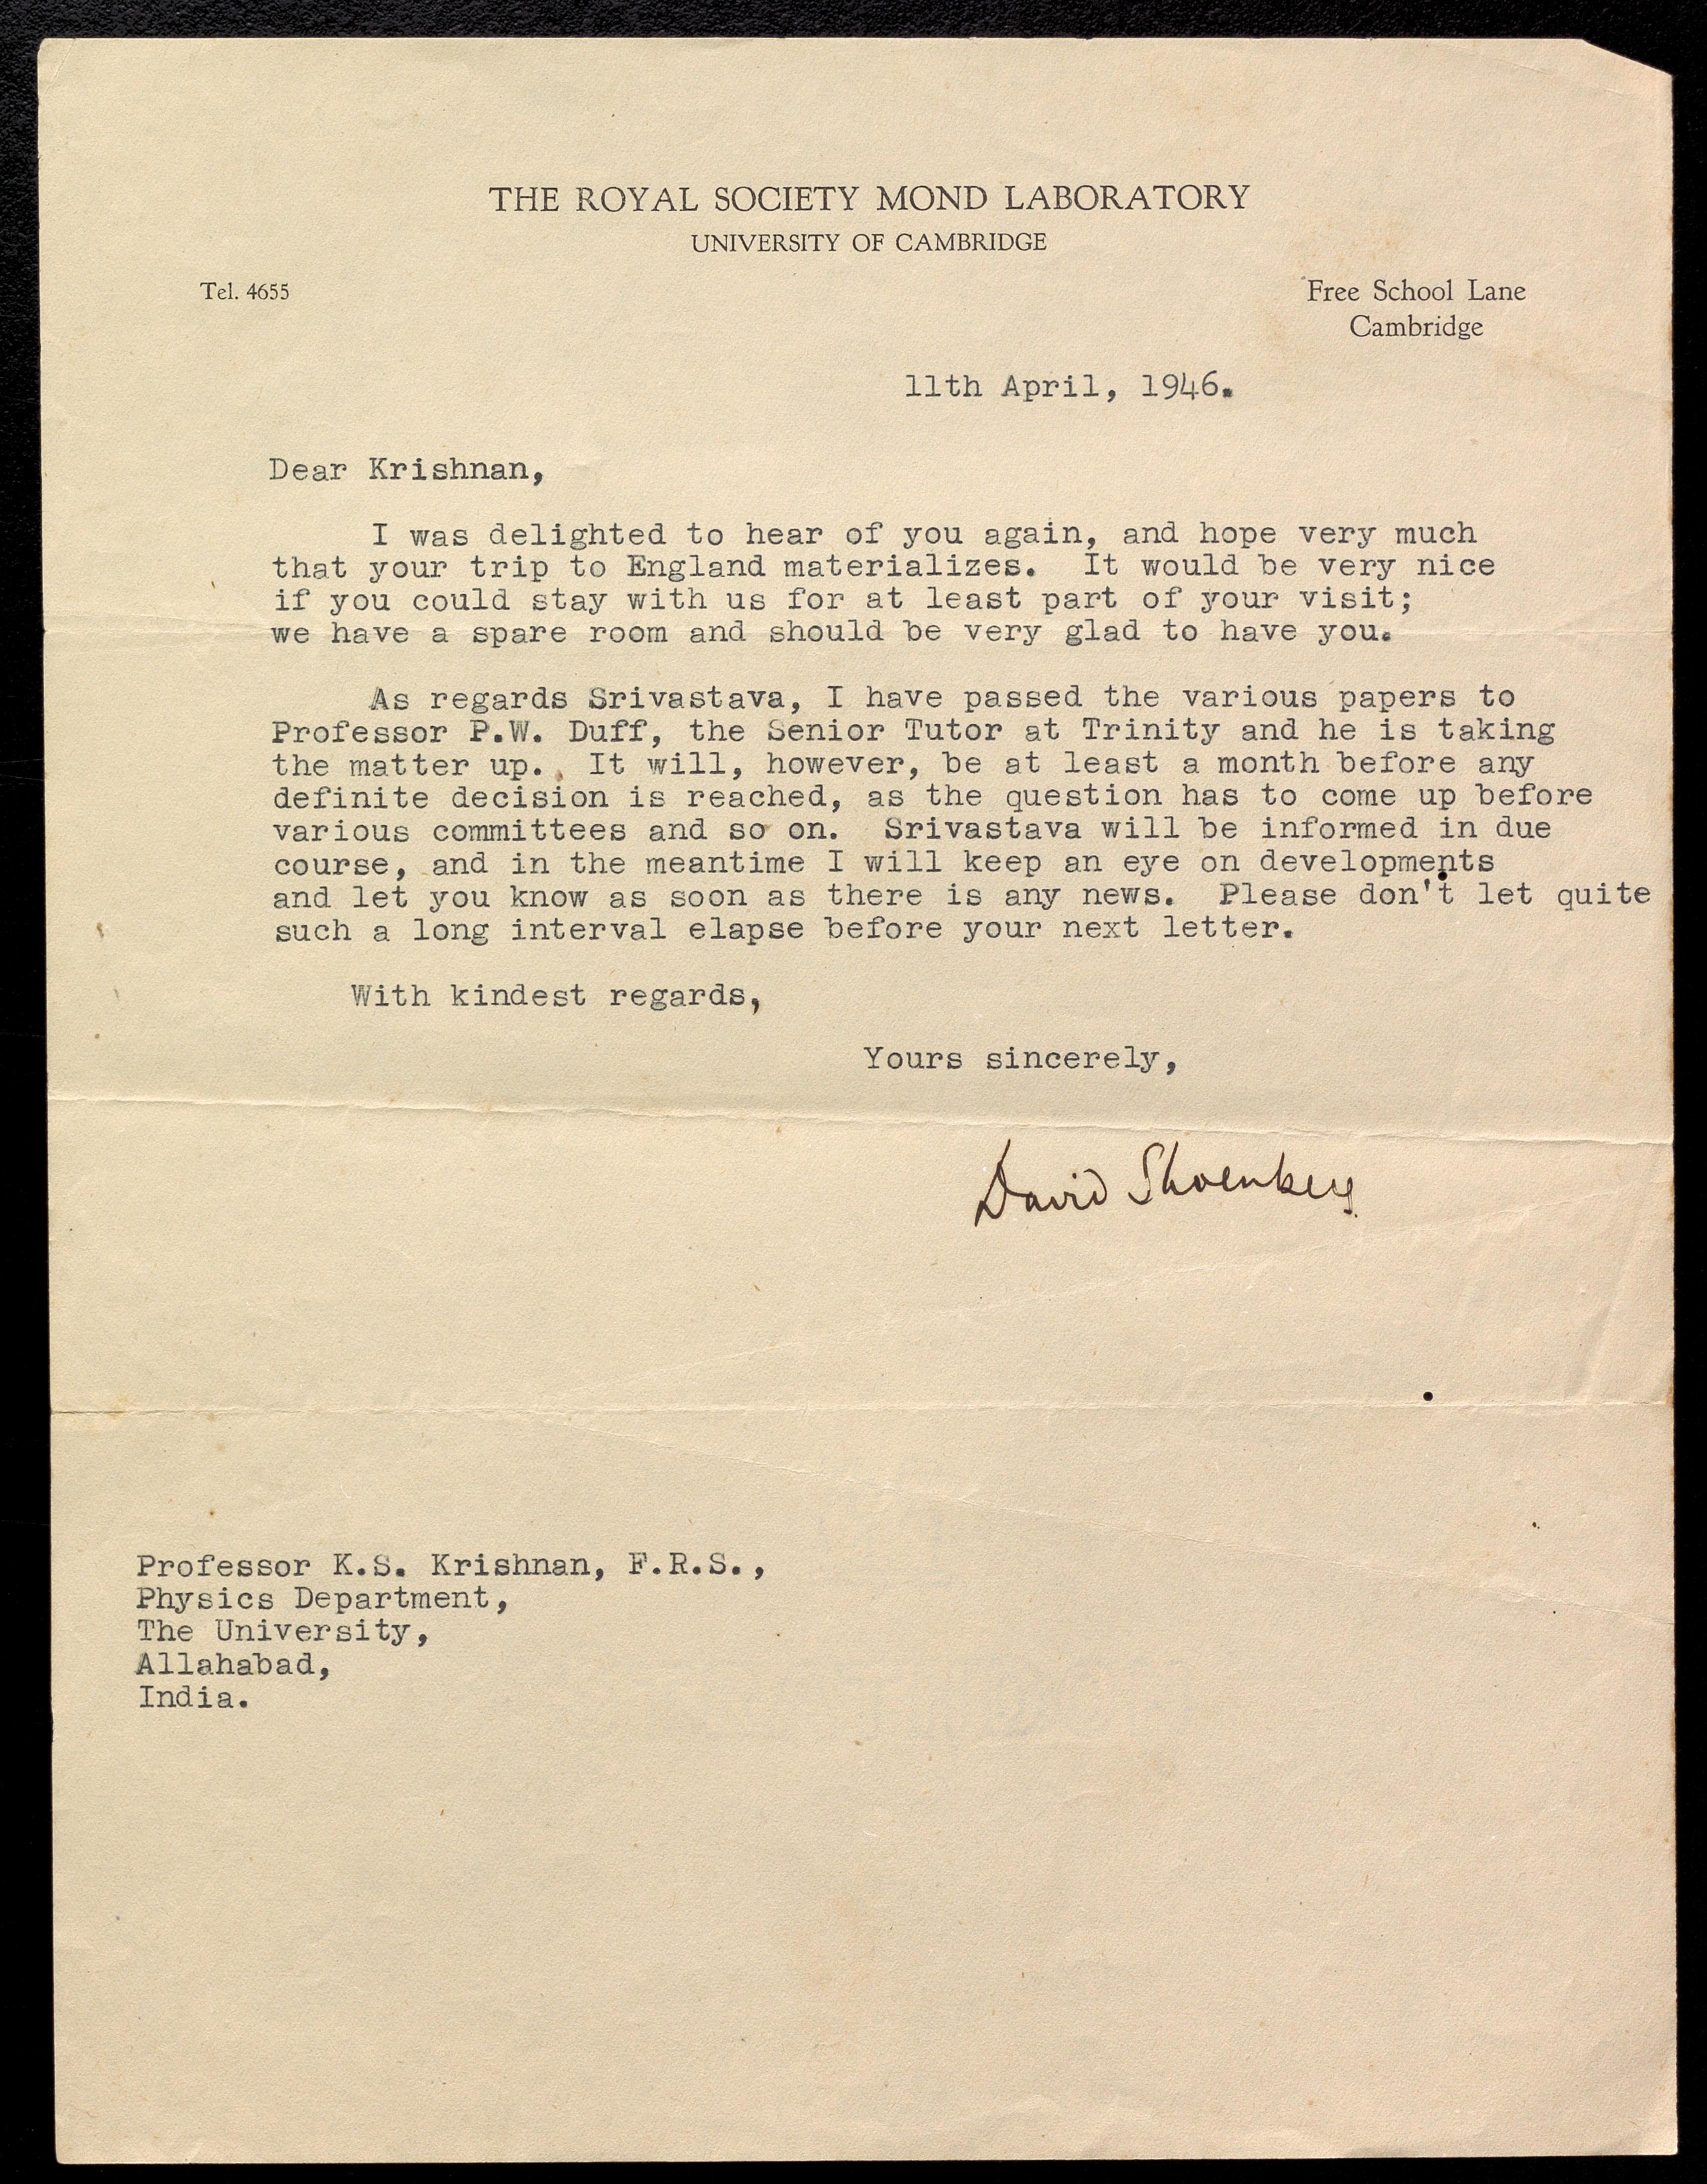 THE ROYAL SOCIETY MOND LABORATORY
UNIVERSITY OF CAMBRIDGE
Tel. 4655
Free School Lane
Cambridge
11th April, 1946.
Dear Krishnan,
I was delighted to hear of you again, and hope very much
that your trip to England materializes. It would be very nice
if you could stay with us for at least part of your visit;
we have a spare room and should be very glad to have you.
As regards Srivastava, I have passed the various papers to
Professor P.W. Duff, the Senior Tutor at Trinity and he is taking
the matter up. It will, however, be at least a month before any
definite decision is reached, as the question has to come up before
various committees and so on. Srivastava will be informed in due
course, and in the meantime I will keep an eye on developments
and let you know as soon as there is any news. Please don't let quite
such a long interval elapse before your next letter.
With kindest regards,
Yours sincerely,
David Shoenberg
Professor K.S. Krishnan, F.R.S.,
Physics Department,
The University,
Allahabad,
India.